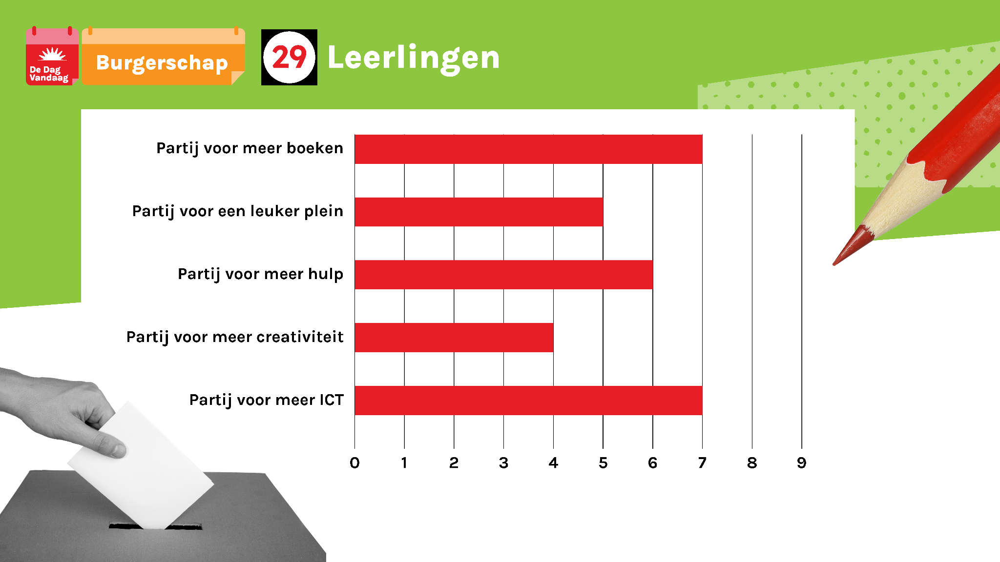 De Dag
Vandaag
Burgerschap
29
Leerlingen
Partij voor meer boeken
Partij voor een leuker plein
Partij voor meer hulp
Partij voor meer creativiteit
Partij voor meer ICT
0 1 2 3 4 5 6 7 8 9